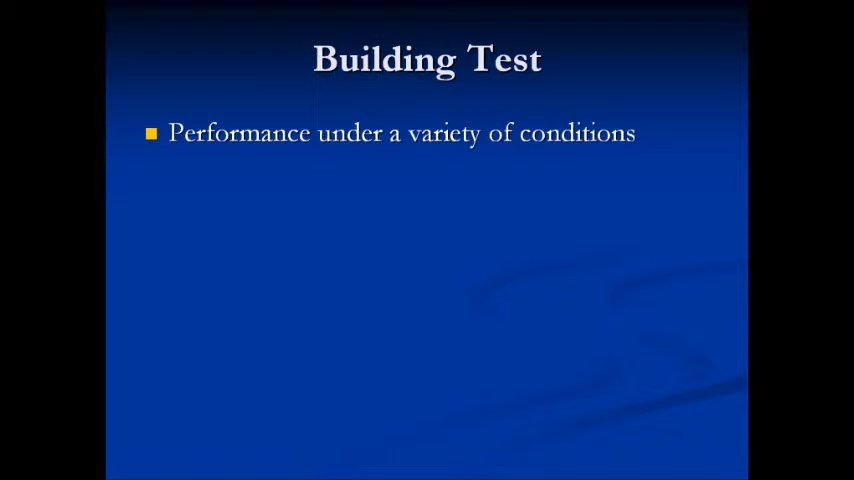 Building Test
Performance under a variety of conditions